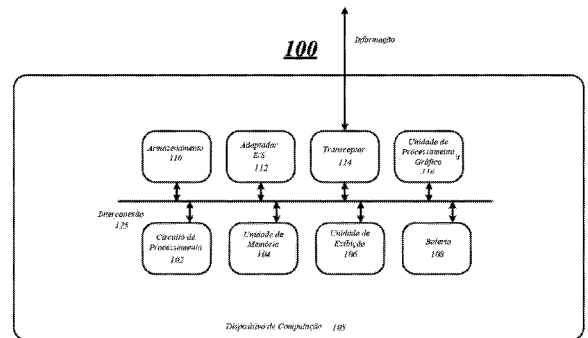 100
Informação
Armazenamento
110
Adaptador
E/S
112
Transceptor
114
Unidade de
Processamento
Gráfico
116
Interconexão
125
Circuito de
Processamento
102
Unidade de
Memória
104
Unidade de
Exibição
106
Bateria
108
Dispositivo de Computação 105